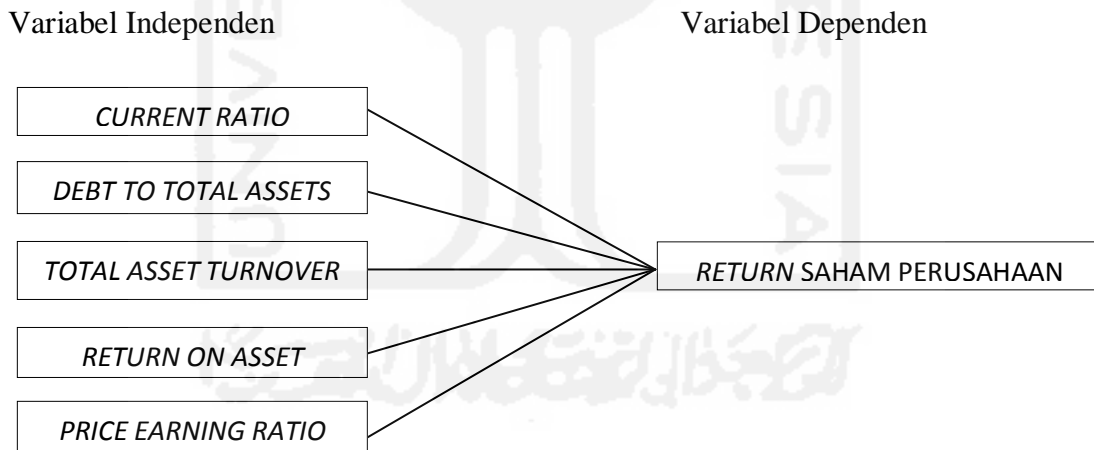 Variabel Independen
Variabel Dependen
CURRENT RATIO
DEBT TO TOTAL ASSETS
TOTAL ASSET TURNOVER
RETURN SAHAM PERUSAHAAN
RETURN ON ASSET
PRICE EARNING RATIO